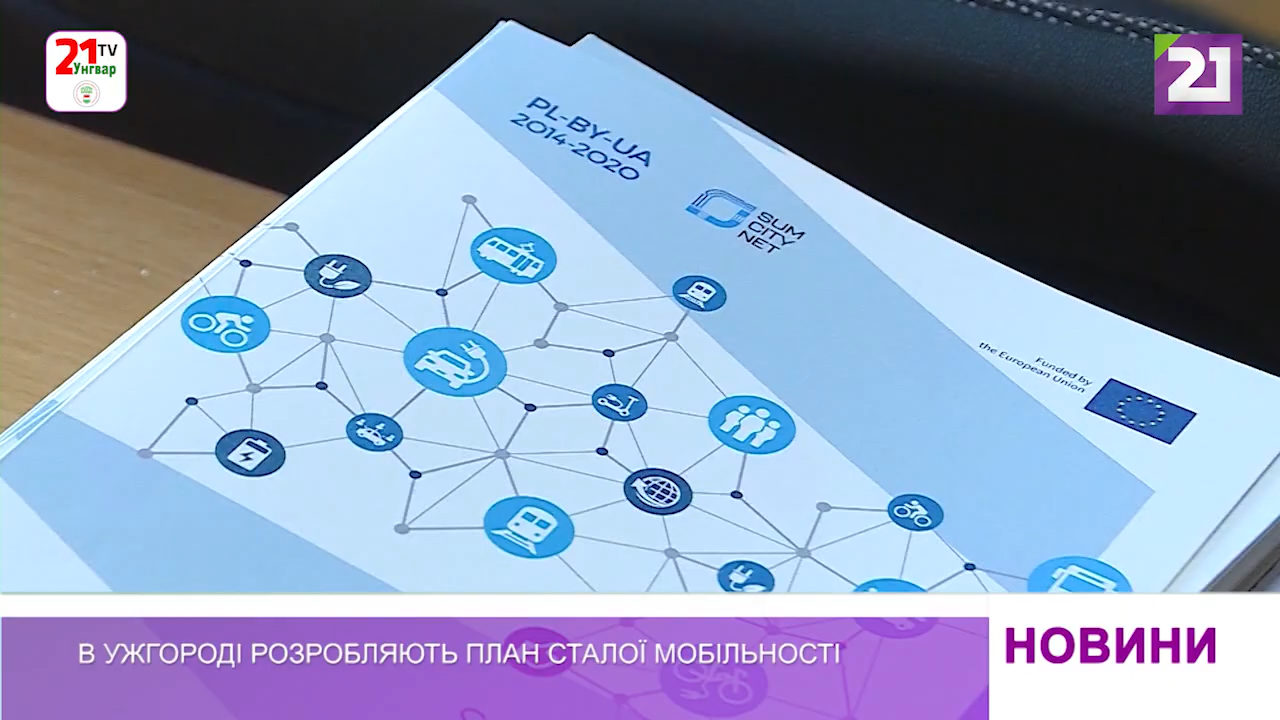 21 TV
Унгвар
21
PL-BY-UA
2014-2020
SUM
CITY
NET
Funded by
the European Union
В УЖГОРОДІ РОЗРОБЛЯЮТЬ ПЛАН СТАЛОЇ МОБІЛЬНОСТІ
НОВИНИ